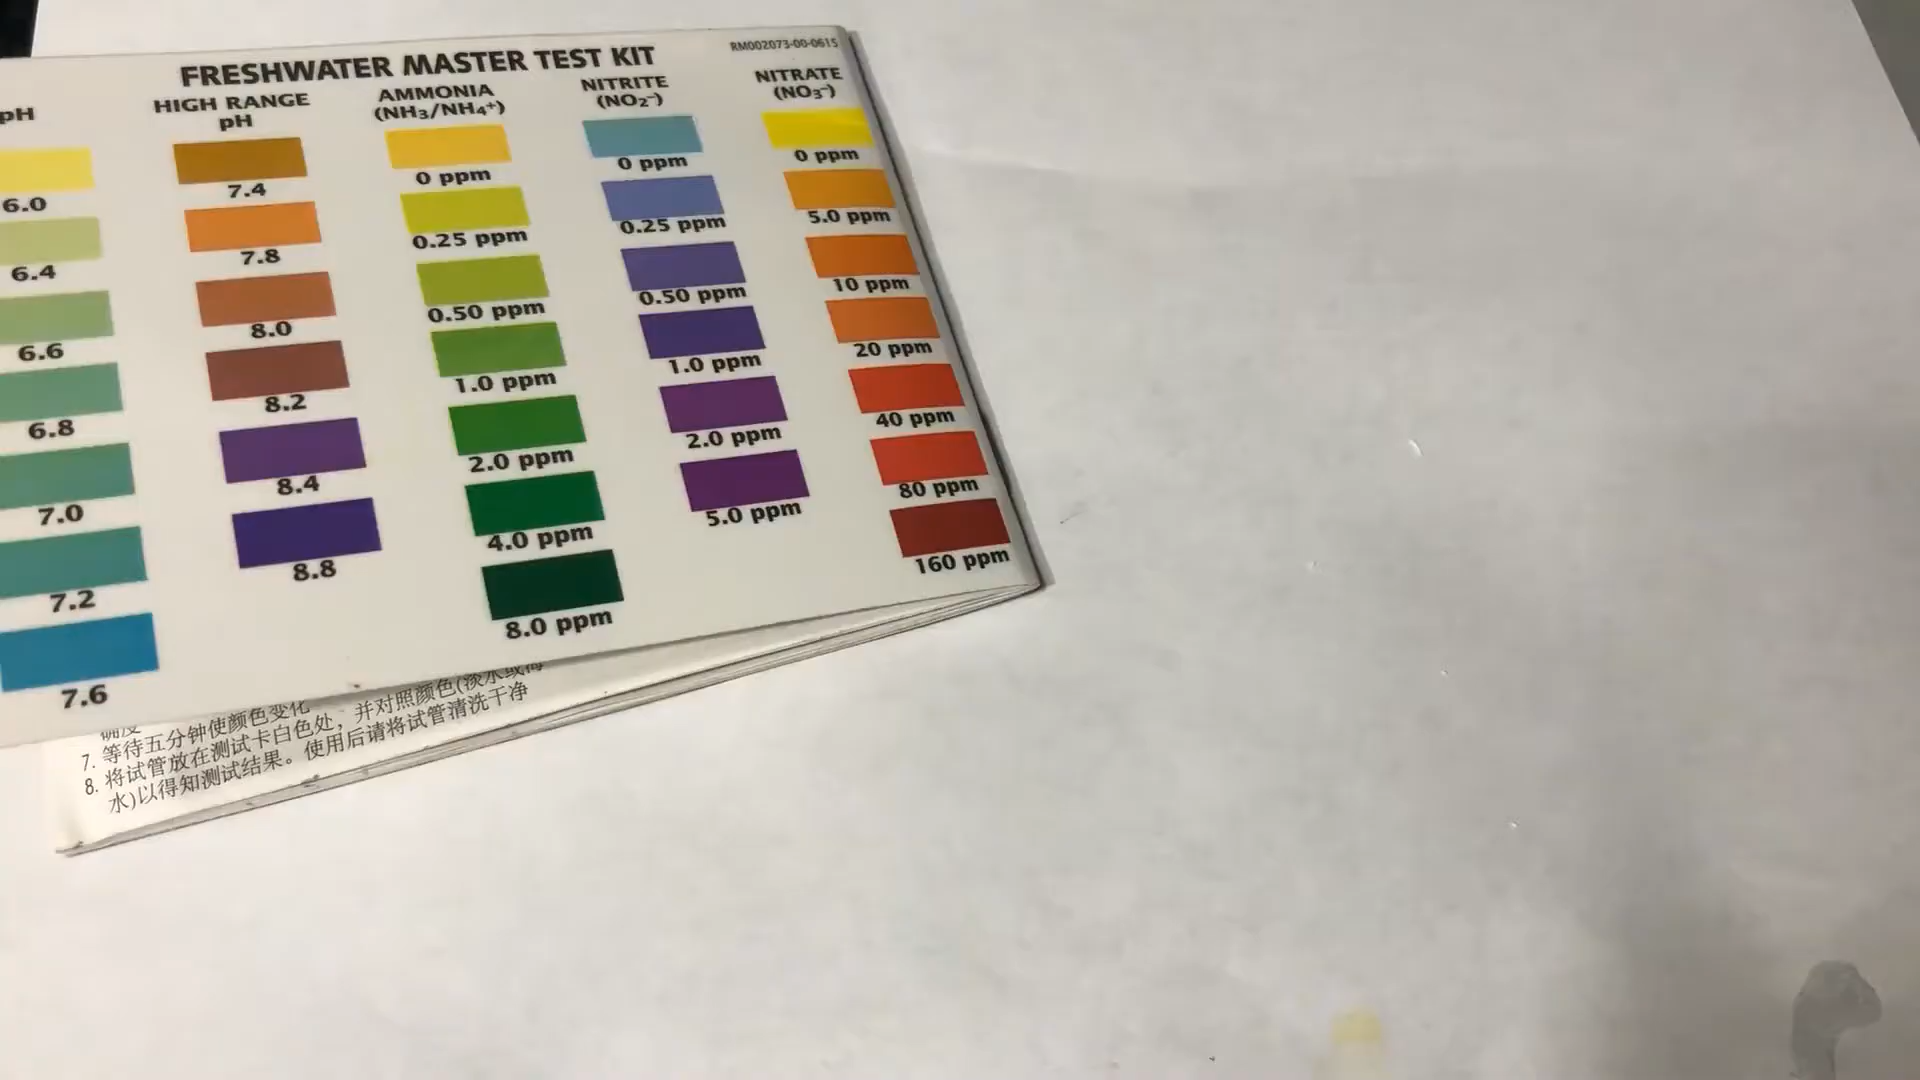 FRESHWATER MASTER TEST KIT
RM002073-00-0615
pH
6.0
6.4
6.6
6.8
7.0
7.2
7.6
HIGH RANGE
pH
7.4
7.8
8.0
8.2
8.4
8.8
AMMONIA
(NH₃/NH₄⁺)
0 ppm
0.25 ppm
0.50 ppm
1.0 ppm
2.0 ppm
4.0 ppm
8.0 ppm
NITRITE
(NO₂⁻)
0 ppm
0.25 ppm
0.50 ppm
1.0 ppm
2.0 ppm
5.0 ppm
NITRATE
(NO₃⁻)
0 ppm
5.0 ppm
10 ppm
20 ppm
40 ppm
80 ppm
160 ppm
7. 等待五分钟使颜色变化
8. 将试管放在测试卡白色处，并对照颜色(淡水或海
水)以得知测试结果。使用后请将试管清洗干净